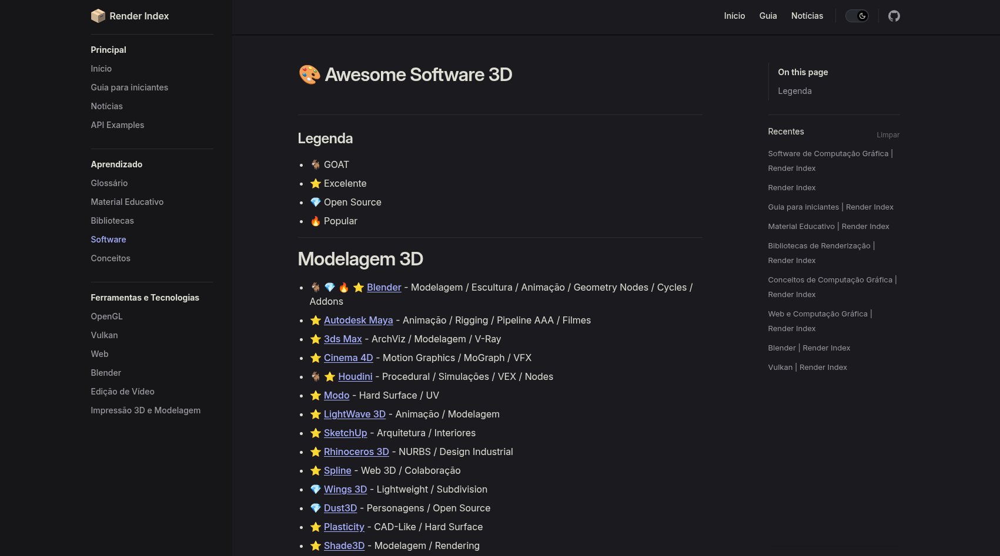 Render Index
Início
Guia
Notícias
Principal
Início
Guia para iniciantes
Notícias
API Examples
Aprendizado
Glossário
Material Educativo
Bibliotecas
Software
Conceitos
Ferramentas e Tecnologias
OpenGL
Vulkan
Web
Blender
Edição de Vídeo
Impressão 3D e Modelagem
🎨 Awesome Software 3D
Legenda
• 🐐 GOAT
• ⭐ Excelente
• 💎 Open Source
• 🔥 Popular
Modelagem 3D
• 🐐 💎 🔥 ⭐ Blender - Modelagem / Escultura / Animação / Geometry Nodes / Cycles /
Addons
• ⭐ Autodesk Maya - Animação / Rigging / Pipeline AAA / Filmes
• ⭐ 3ds Max - ArchViz / Modelagem / V-Ray
• ⭐ Cinema 4D - Motion Graphics / MoGraph / VFX
• 🐐 ⭐ Houdini - Procedural / Simulações / VEX / Nodes
• ⭐ Modo - Hard Surface / UV
• ⭐ LightWave 3D - Animação / Modelagem
• ⭐ SketchUp - Arquitetura / Interiores
• ⭐ Rhinoceros 3D - NURBS / Design Industrial
• ⭐ Spline - Web 3D / Colaboração
• 💎 Wings 3D - Lightweight / Subdivision
• 💎 Dust3D - Personagens / Open Source
• ⭐ Plasticity - CAD-Like / Hard Surface
• ⭐ Shade3D - Modelagem / Rendering
On this page
Legenda
Recentes
Limpar
Software de Computação Gráfica |
Render Index
Render Index
Guia para iniciantes | Render Index
Material Educativo | Render Index
Bibliotecas de Renderização |
Render Index
Conceitos de Computação Gráfica |
Render Index
Web e Computação Gráfica |
Render Index
Blender | Render Index
Vulkan | Render Index